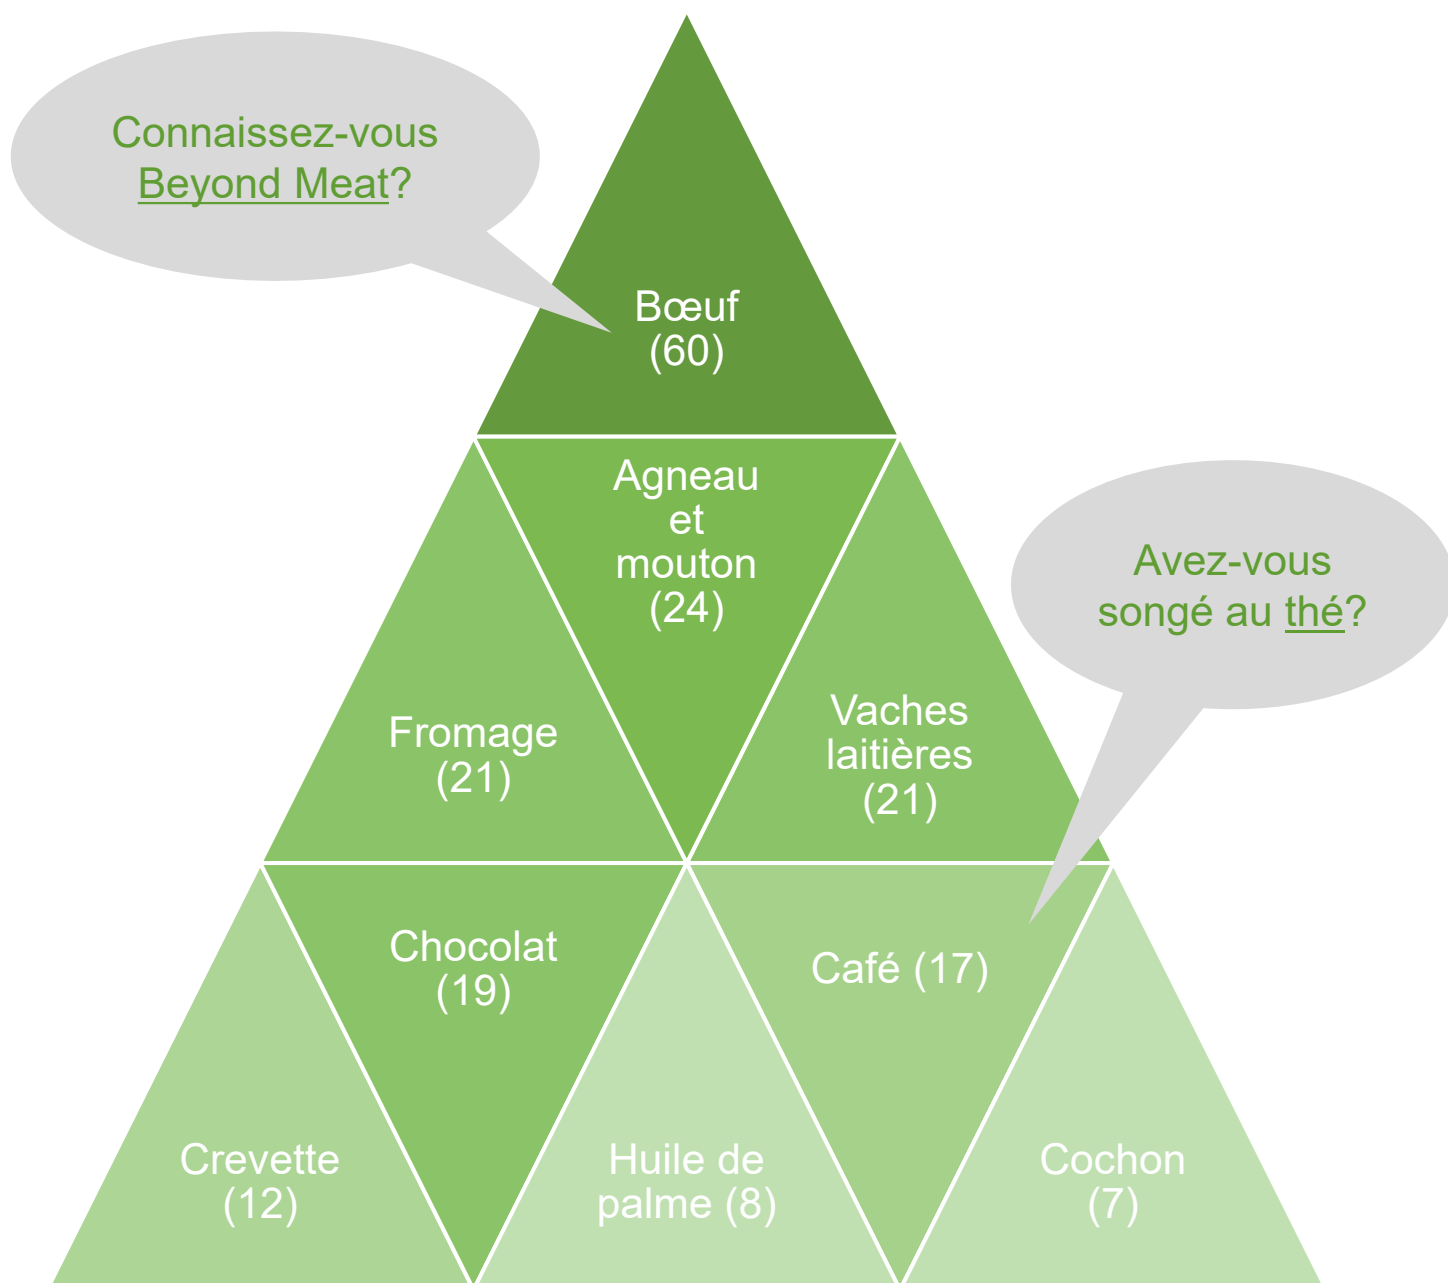 Connaissez-vous
Beyond Meat?
Bœuf
(60)
Agneau
et
mouton
(24)
Avez-vous
songé au thé?
Fromage
(21)
Vaches
laitières
(21)
Chocolat
(19)
Café (17)
Crevette
(12)
Huile de
palme (8)
Cochon
(7)